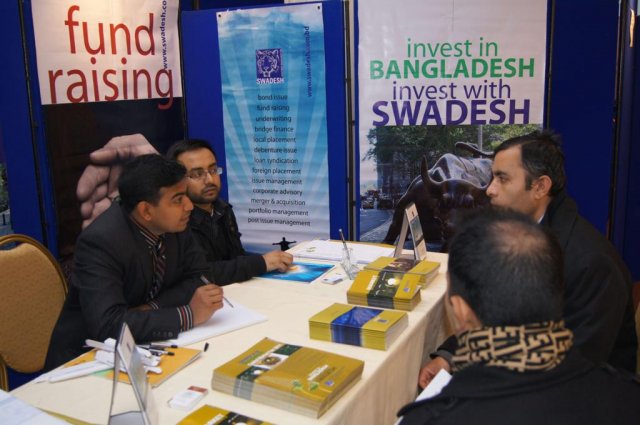 fund
raising
www.swadesh.co
SWADESH
bond issue
fund raising
underwriting
bridge finance
local placement
debenture issue
loan syndication
foreign placement
issue management
corporate advisory
merger & acquisition
portfolio management
post issue management
invest in
BANGLADESH
invest with
SWADESH